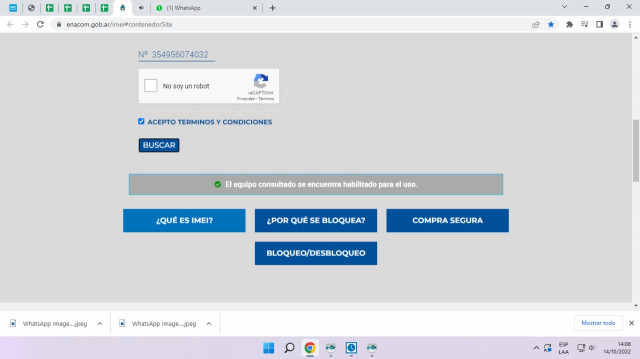 (1) WhatsApp
enacom.gob.ar/imei#contenedorSite
Nº 354956074032
No soy un robot
reCAPTCHA
Privacidad - Términos
ACEPTO TERMINOS Y CONDICIONES
BUSCAR
El equipo consultado se encuentra habilitado para el uso.
¿QUÉ ES IMEI?
¿POR QUÉ SE BLOQUEA?
COMPRA SEGURA
BLOQUEO/DESBLOQUEO
WhatsApp Image....jpeg
WhatsApp Image....jpeg
Mostrar todo
ESP
LAA
14:08
14/10/2022